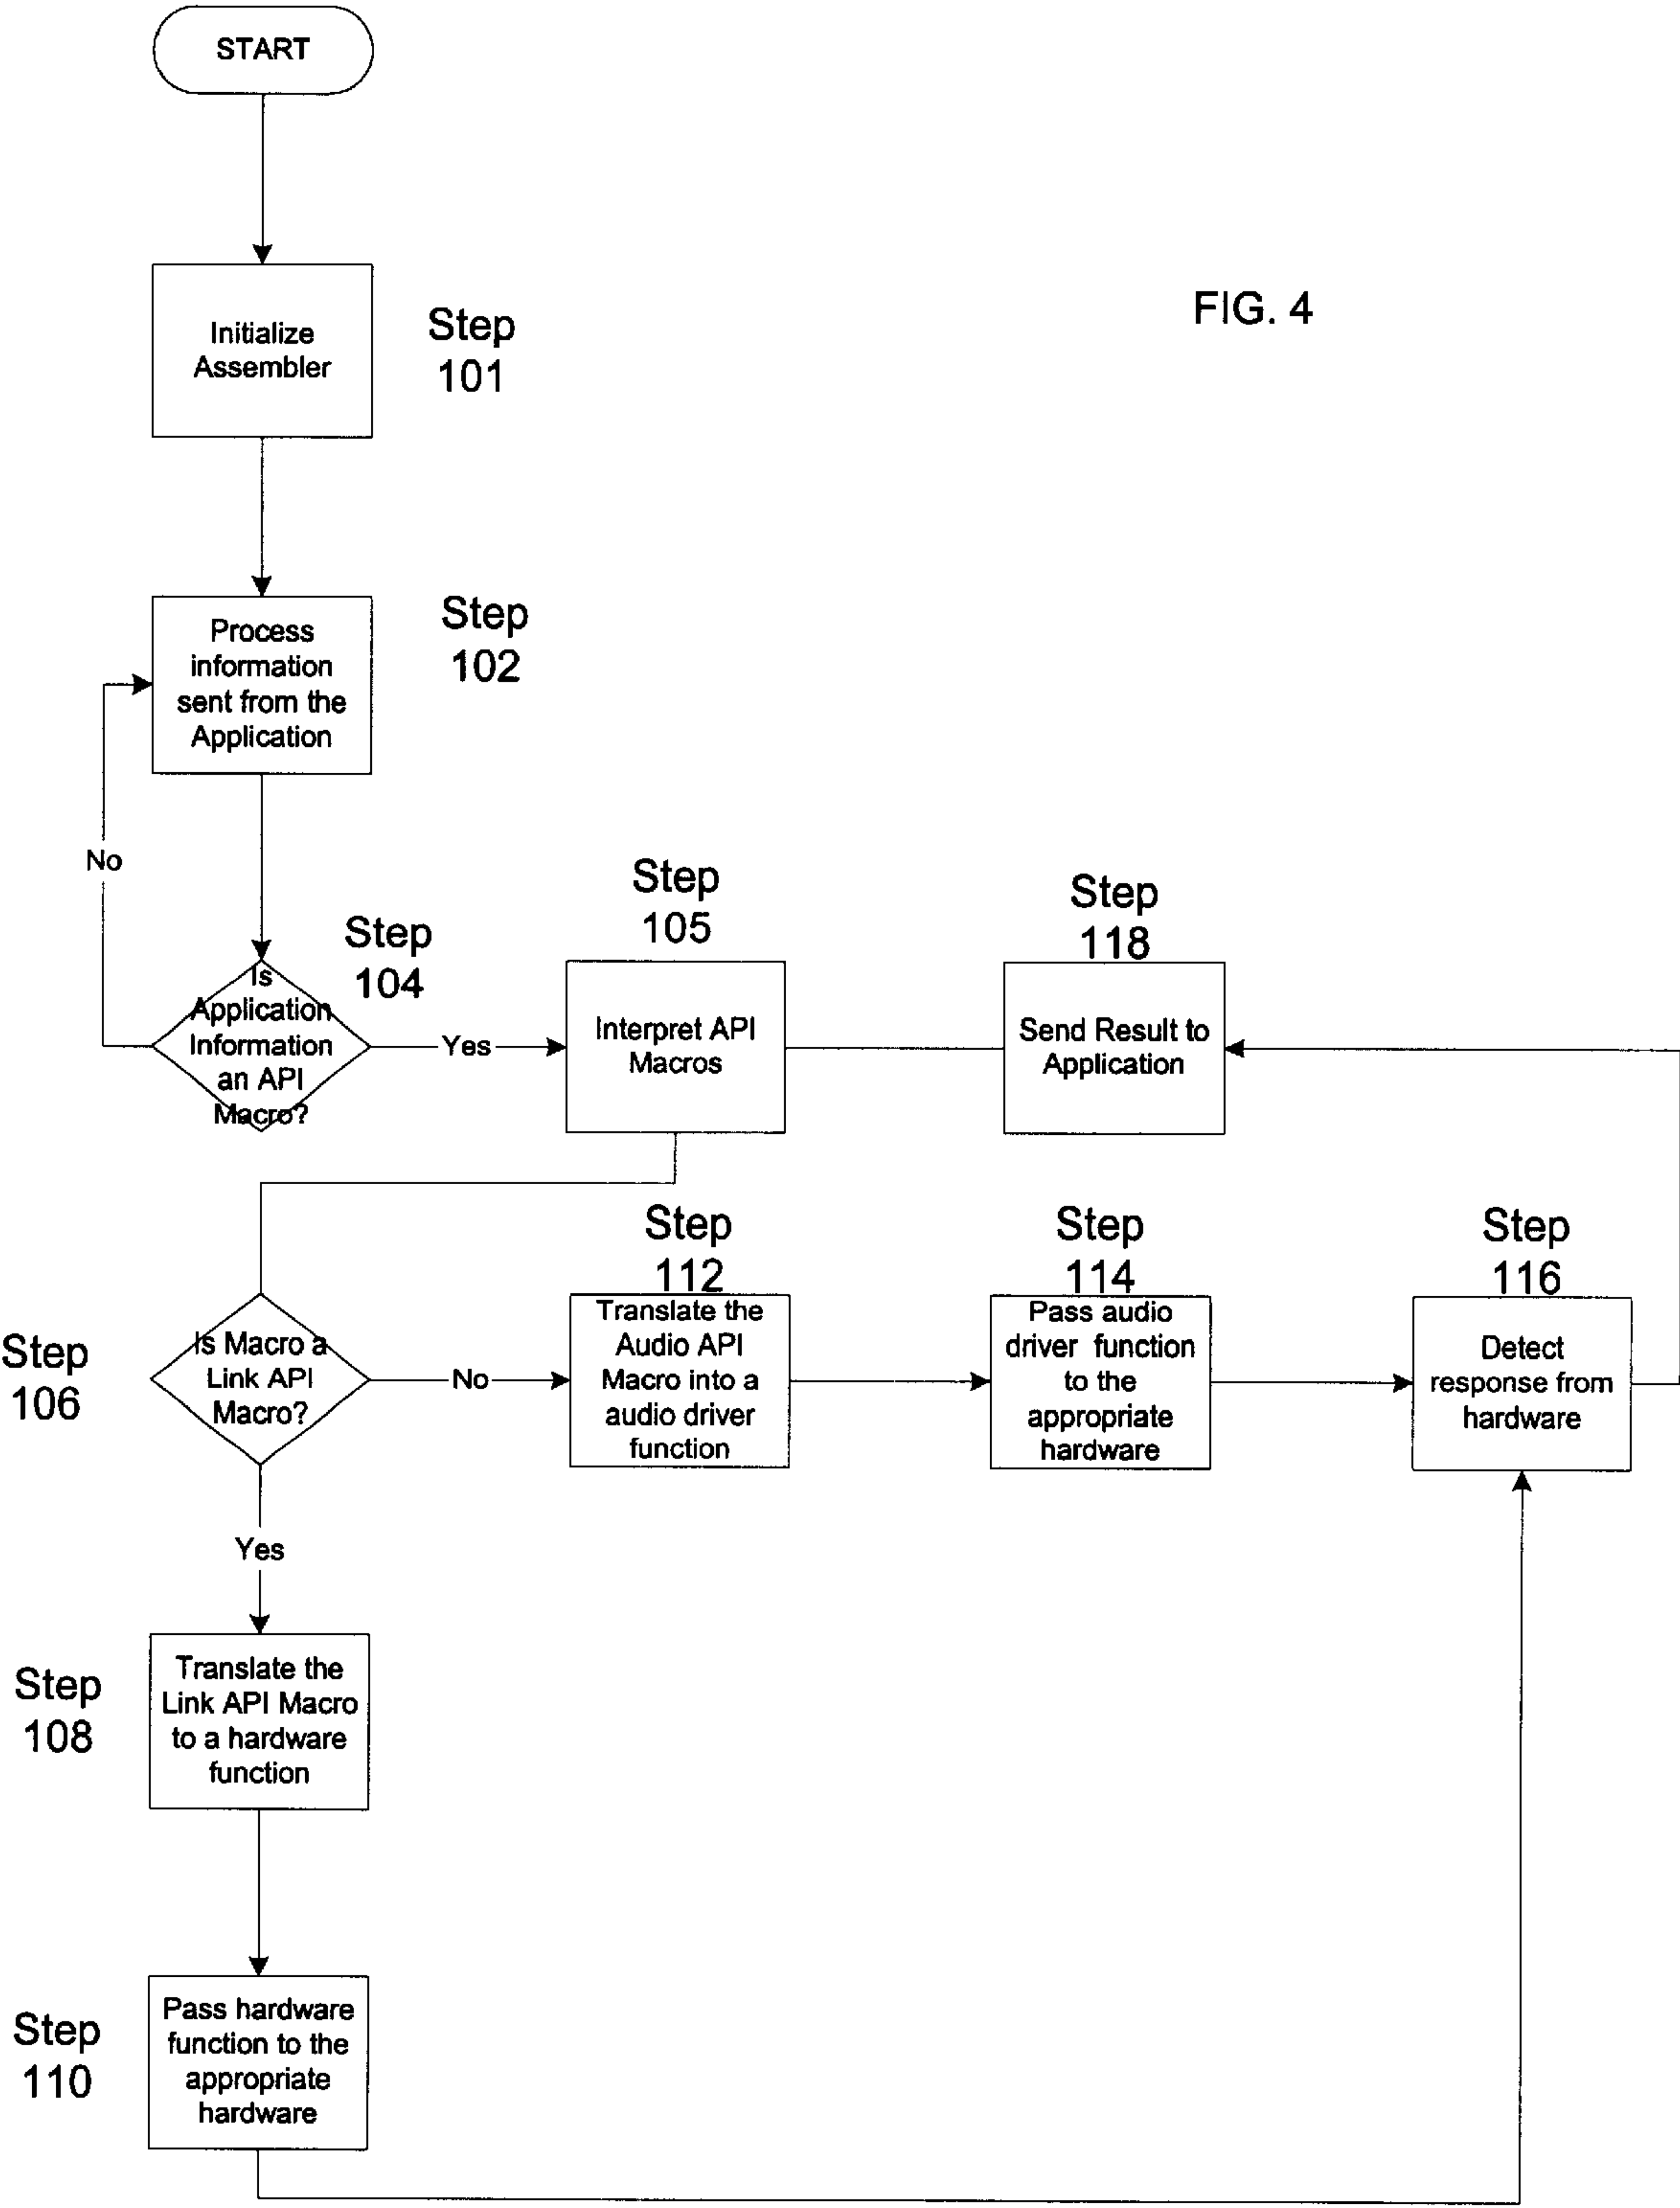 START
Initialize
Assembler
Step
101
FIG. 4
Process
information
sent from the
Application
Step
102
No
Is
Application
Information
an API
Macro?
Step
104
Yes
Step
105
Interpret API
Macros
Step
118
Send Result to
Application
Step
106
Is Macro a
Link API
Macro?
No
Step
112
Translate the
Audio API
Macro into a
audio driver
function
Step
114
Pass audio
driver function
to the
appropriate
hardware
Step
116
Detect
response from
hardware
Yes
Step
108
Translate the
Link API Macro
to a hardware
function
Step
110
Pass hardware
function to the
appropriate
hardware